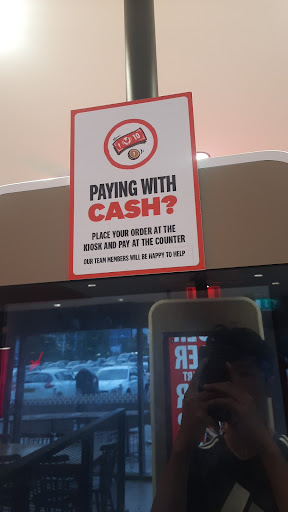 10
PAYING WITH
CASH?
PLACE YOUR ORDER AT THE
KIOSK AND PAY AT THE COUNTER
OUR TEAM MEMBERS WILL BE HAPPY TO HELP